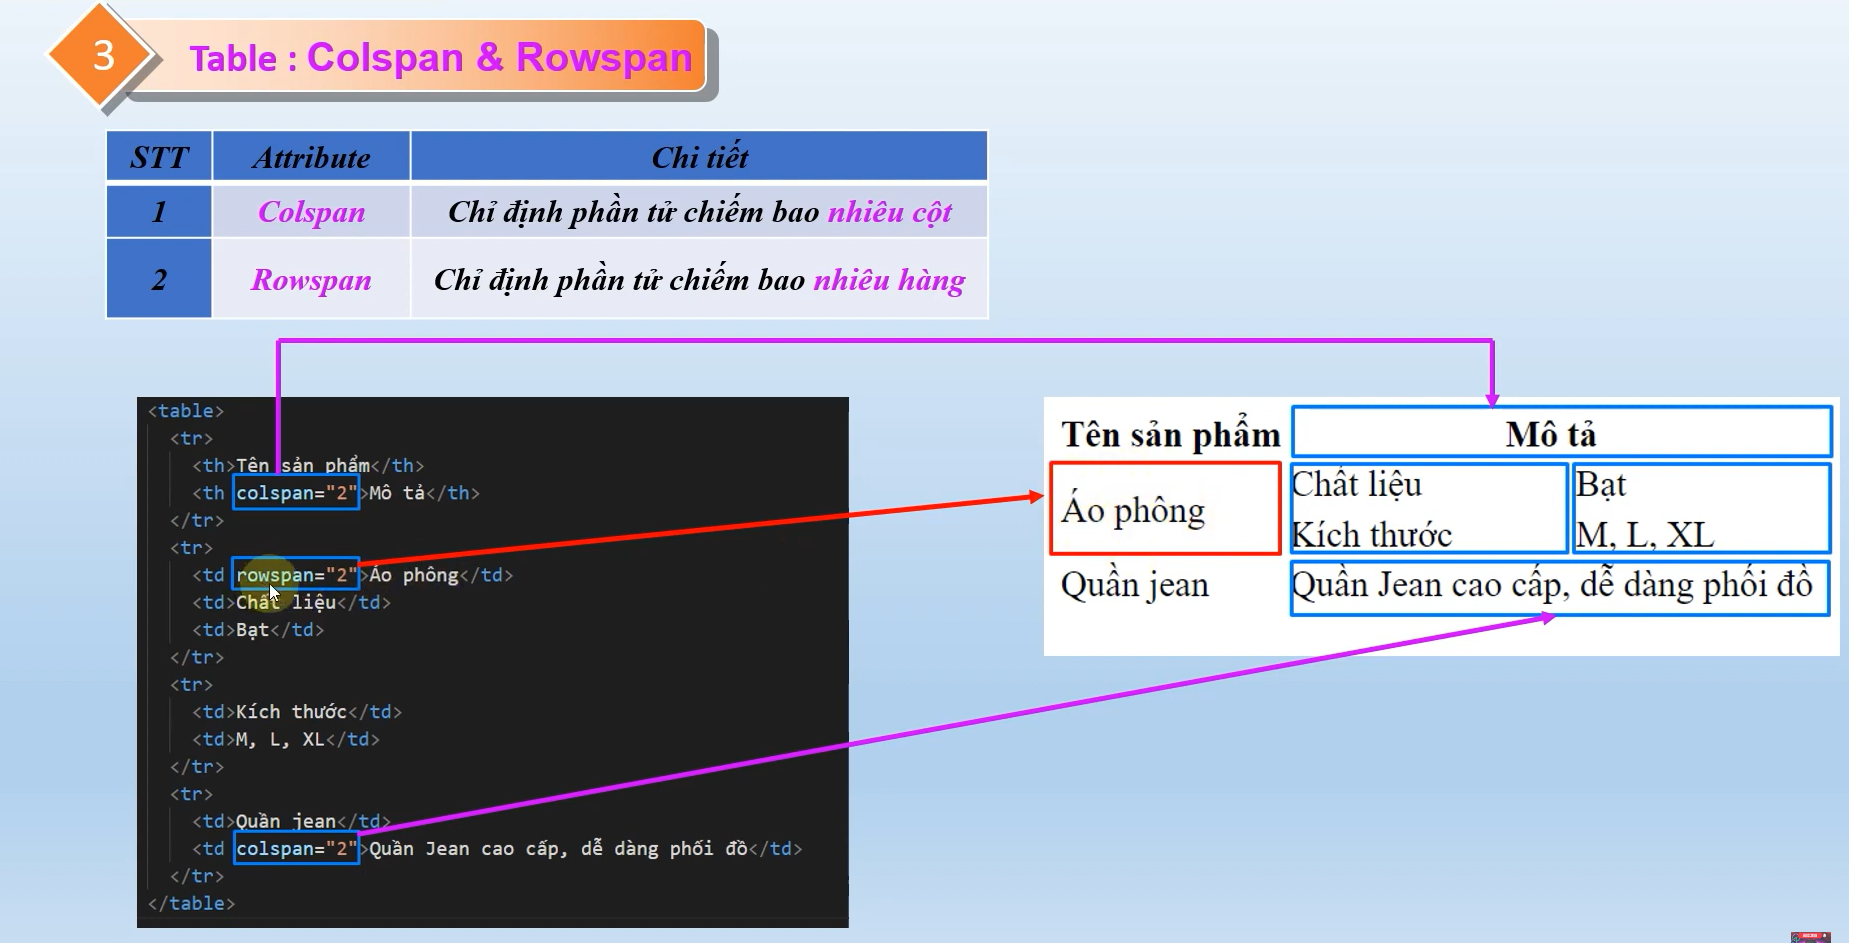 3
Table : Colspan & Rowspan
STT Attribute Chi tiết
1 Colspan Chỉ định phần tử chiếm bao nhiêu cột
2 Rowspan Chỉ định phần tử chiếm bao nhiêu hàng
<table>
<tr>
<th>Tên sản phẩm</th>
<th colspan="2">Mô tả</th>
</tr>
<tr>
<td rowspan="2">Áo phông</td>
<td>Chất liệu</td>
<td>Bạt</td>
</tr>
<tr>
<td>Kích thước</td>
<td>M, L, XL</td>
</tr>
<tr>
<td>Quần jean</td>
<td colspan="2">Quần Jean cao cấp, dễ dàng phối đồ</td>
</tr>
</table>
Tên sản phẩm Mô tả
Áo phông
Chất liệu Bạt
Kích thước M, L, XL
Quần jean Quần Jean cao cấp, dễ dàng phối đồ